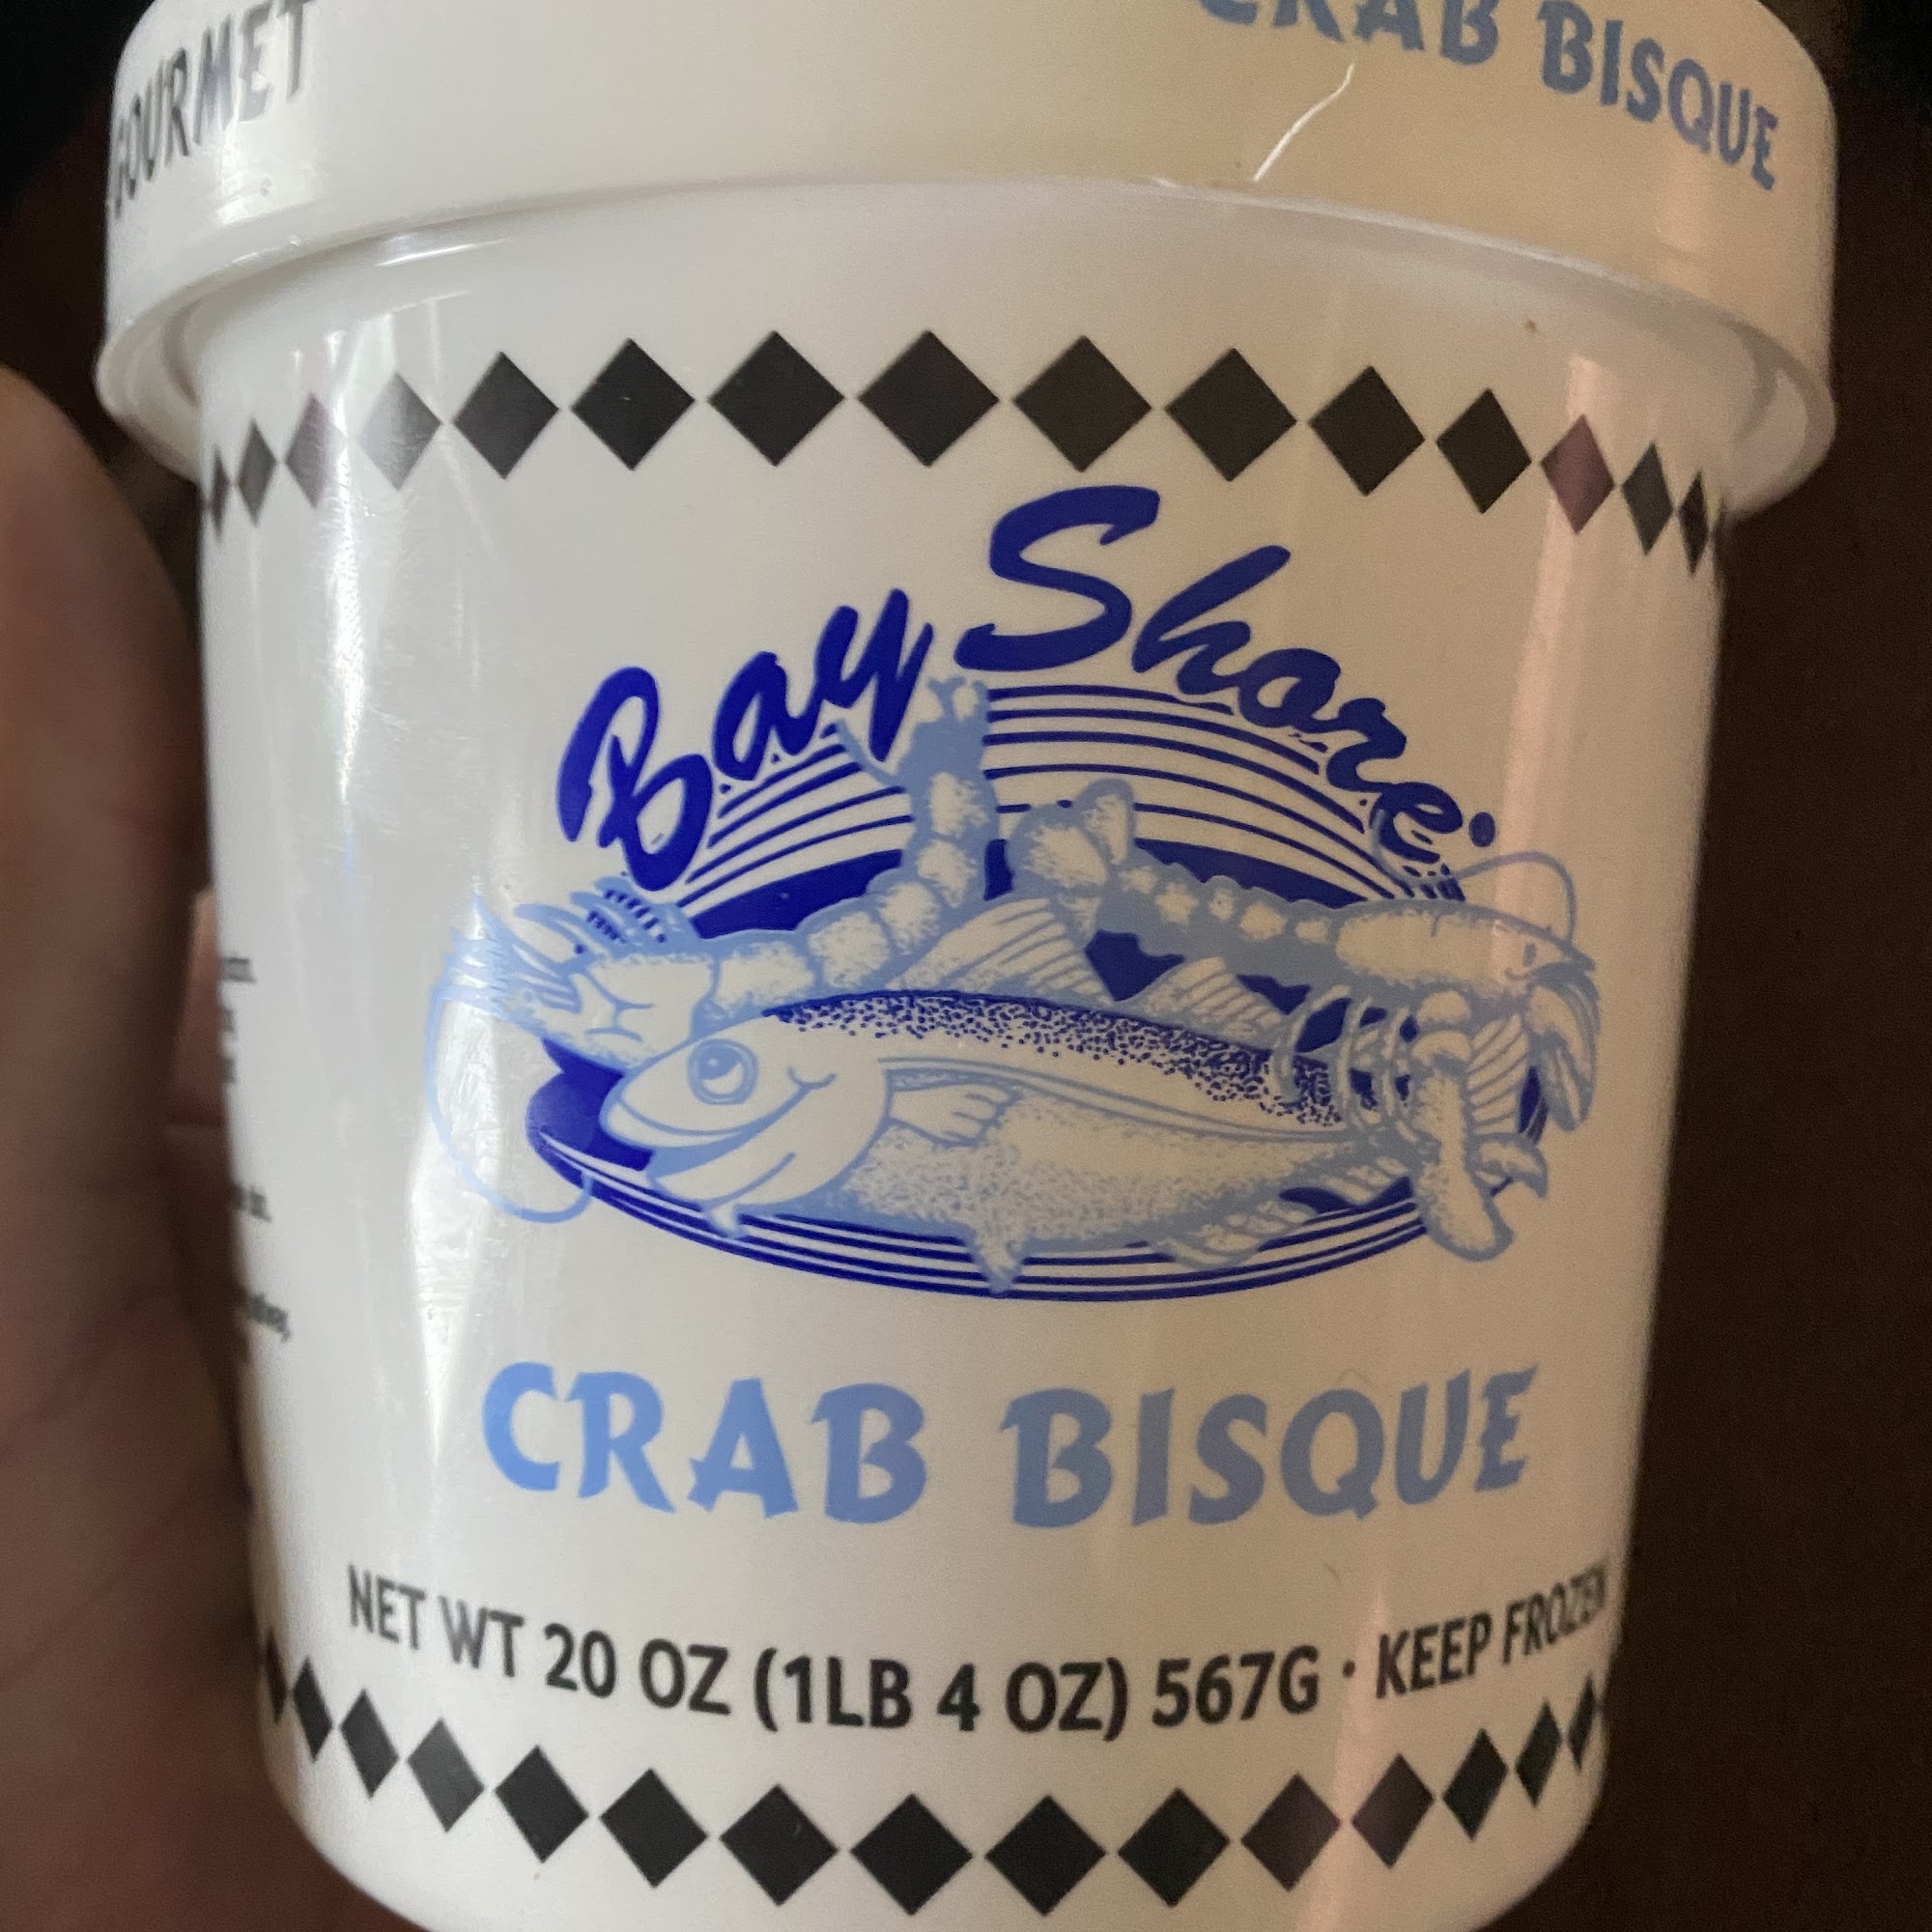 GOURMET
CRAB BISQUE
Bay Shore
CRAB BISQUE
NET WT 20 OZ (1LB 4 OZ) 567G · KEEP FROZEN